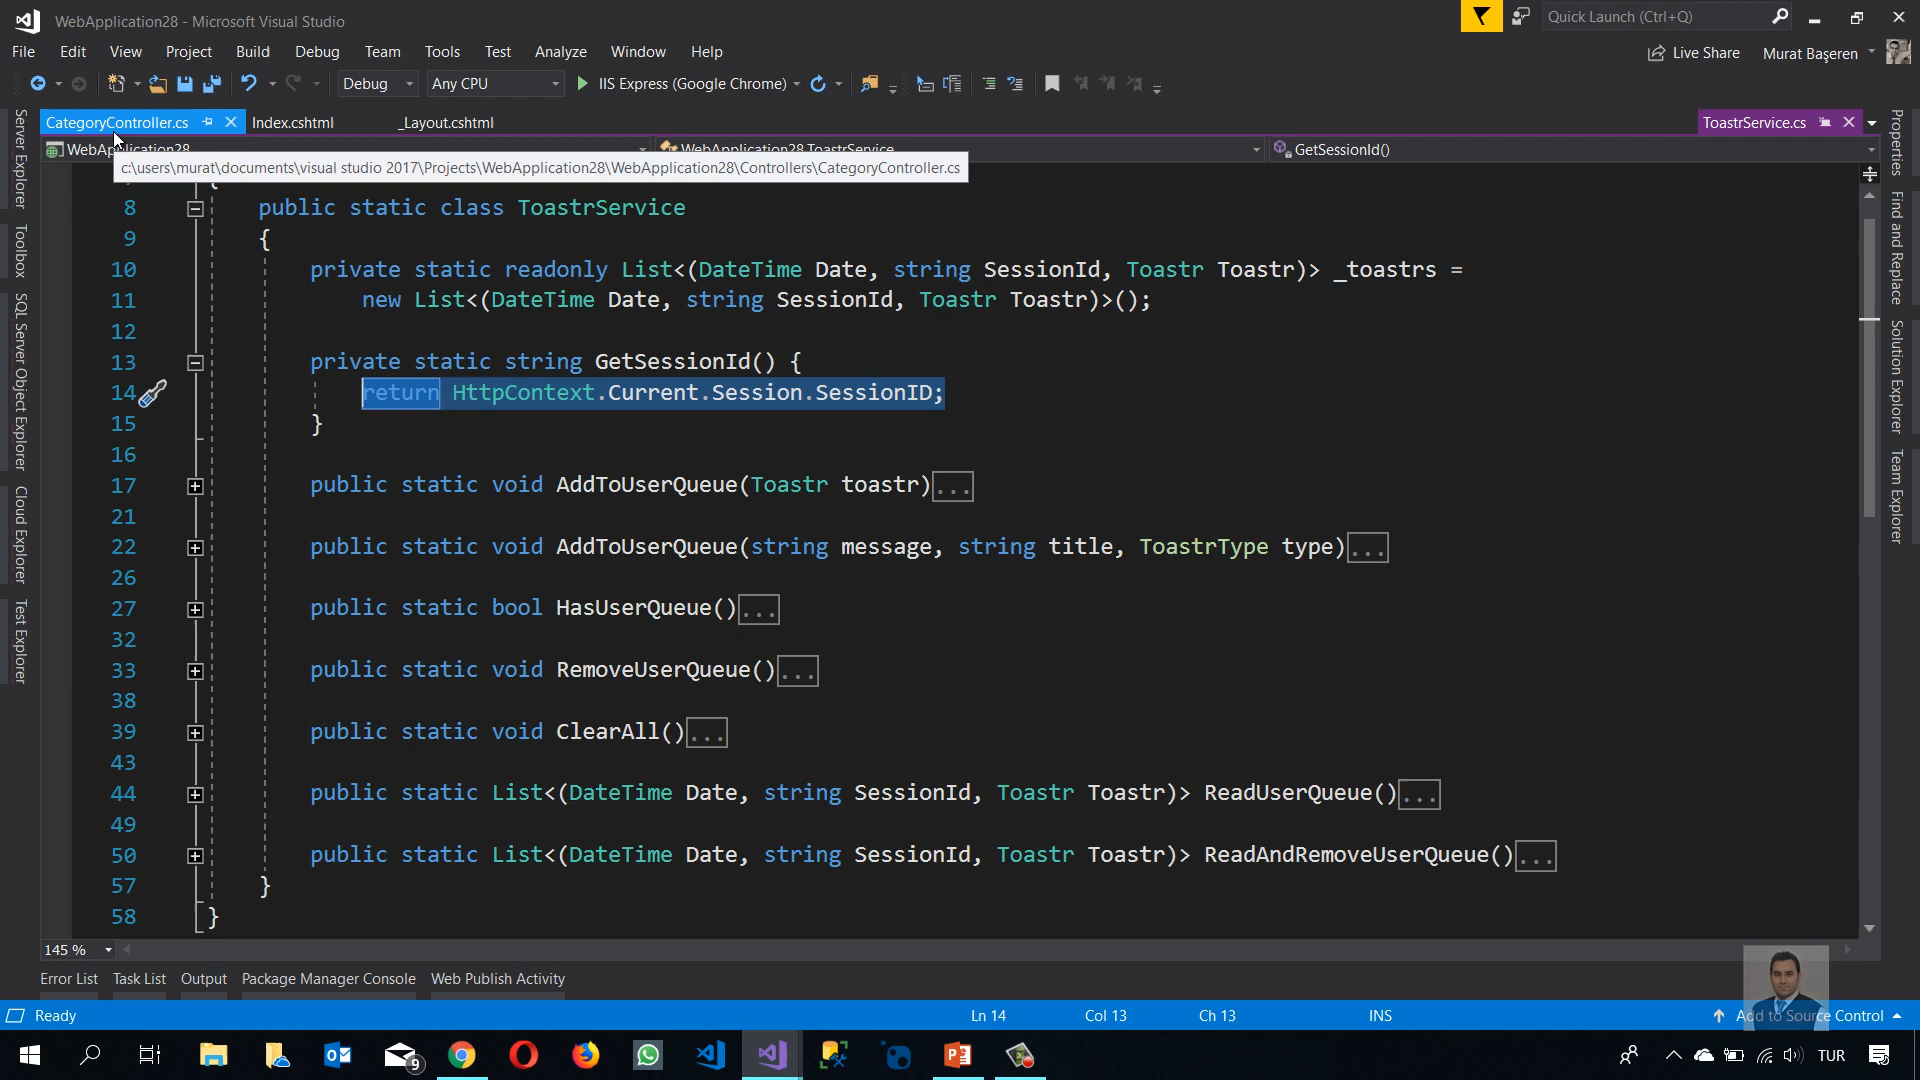 WebApplication28 - Microsoft Visual Studio
Quick Launch (Ctrl+Q)
File Edit View Project Build Debug Team Tools Test Analyze Window Help
Live Share Murat Başeren
Debug Any CPU IIS Express (Google Chrome)
CategoryController.cs Index.cshtml _Layout.cshtml ToastrService.cs
WebApplication28 WebApplication28.ToastrService GetSessionId()
c:\users\murat\documents\visual studio 2017\Projects\WebApplication28\WebApplication28\Controllers\CategoryController.cs
8 public static class ToastrService
9 {
10 private static readonly List<(DateTime Date, string SessionId, Toastr Toastr)> _toastrs =
11 new List<(DateTime Date, string SessionId, Toastr Toastr)>();
12
13 private static string GetSessionId() {
14 return HttpContext.Current.Session.SessionID;
15 }
16
17 public static void AddToUserQueue(Toastr toastr)...
21
22 public static void AddToUserQueue(string message, string title, ToastrType type)...
26
27 public static bool HasUserQueue()...
32
33 public static void RemoveUserQueue()...
38
39 public static void ClearAll()...
43
44 public static List<(DateTime Date, string SessionId, Toastr Toastr)> ReadUserQueue()...
49
50 public static List<(DateTime Date, string SessionId, Toastr Toastr)> ReadAndRemoveUserQueue()...
57 }
58 }
Server Explorer
Toolbox
SQL Server Object Explorer
Cloud Explorer
Test Explorer
Properties
Find and Replace
Solution Explorer
Team Explorer
145 %
Error List Task List Output Package Manager Console Web Publish Activity
Ready Ln 14 Col 13 Ch 13 INS Add to Source Control
9
TUR